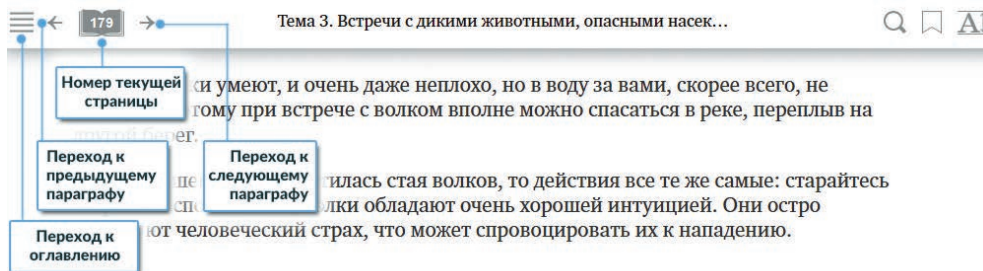 179
Тема 3. Встречи с дикими животными, опасными насек...
Номер текущей
страницы
ки умеют, и очень даже неплохо, но в воду за вами, скорее всего, не
тому при встрече с волком вполне можно спасаться в реке, переплыв на
другой берег.
Переход к
предыдущему
параграфу
Переход к
следующему
параграфу
тилась стая волков, то действия все те же самые: старайтесь
лки обладают очень хорошей интуицией. Они остро
ют человеческий страх, что может спровоцировать их к нападению.
Переход к
оглавлению